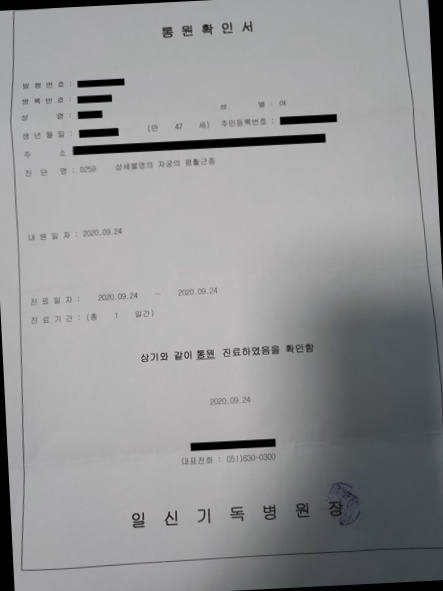 통 원 확 인 서
발 행 번 호 :
병 록 번 호 :
성 명 :
성 별 : 여
생 년 월 일 : (만 47 세) 주민등록번호 :
주 소
진 단 명 : D259 상세불명의 자궁의 평활근종
내 원 일 자 : 2020.09.24
진 료 일 자 : 2020.09.24 ~ 2020.09.24
진 료 기 간 : (총 1 일간)
상기와 같이 통원 진료하였음을 확인함
2020.09.24
대표전화 : 051)630-0300
일 신 기 독 병 원 장